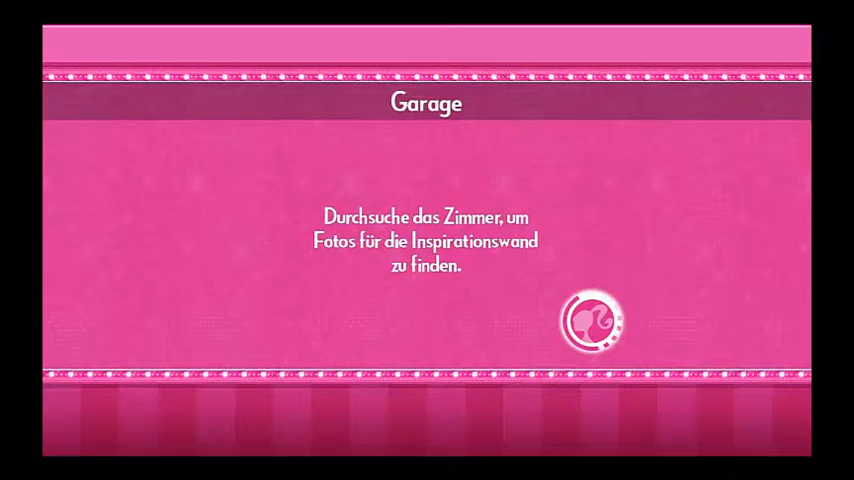 Garage
Durchsuche das Zimmer, um
Fotos für die Inspirationswand
zu finden.